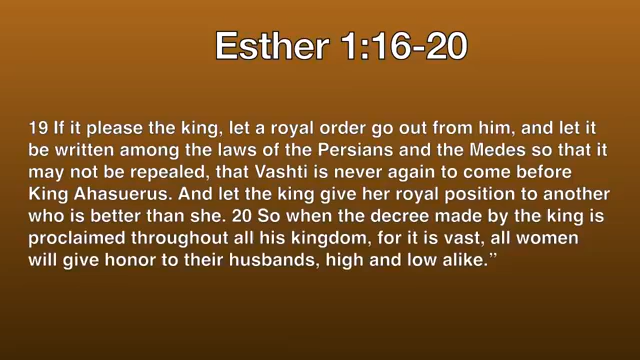 Esther 1:16-20
19 If it please the king, let a royal order go out from him, and let it
be written among the laws of the Persians and the Medes so that it
may not be repealed, that Vashti is never again to come before
King Ahasuerus. And let the king give her royal position to another
who is better than she. 20 So when the decree made by the king is
proclaimed throughout all his kingdom, for it is vast, all women
will give honor to their husbands, high and low alike.”